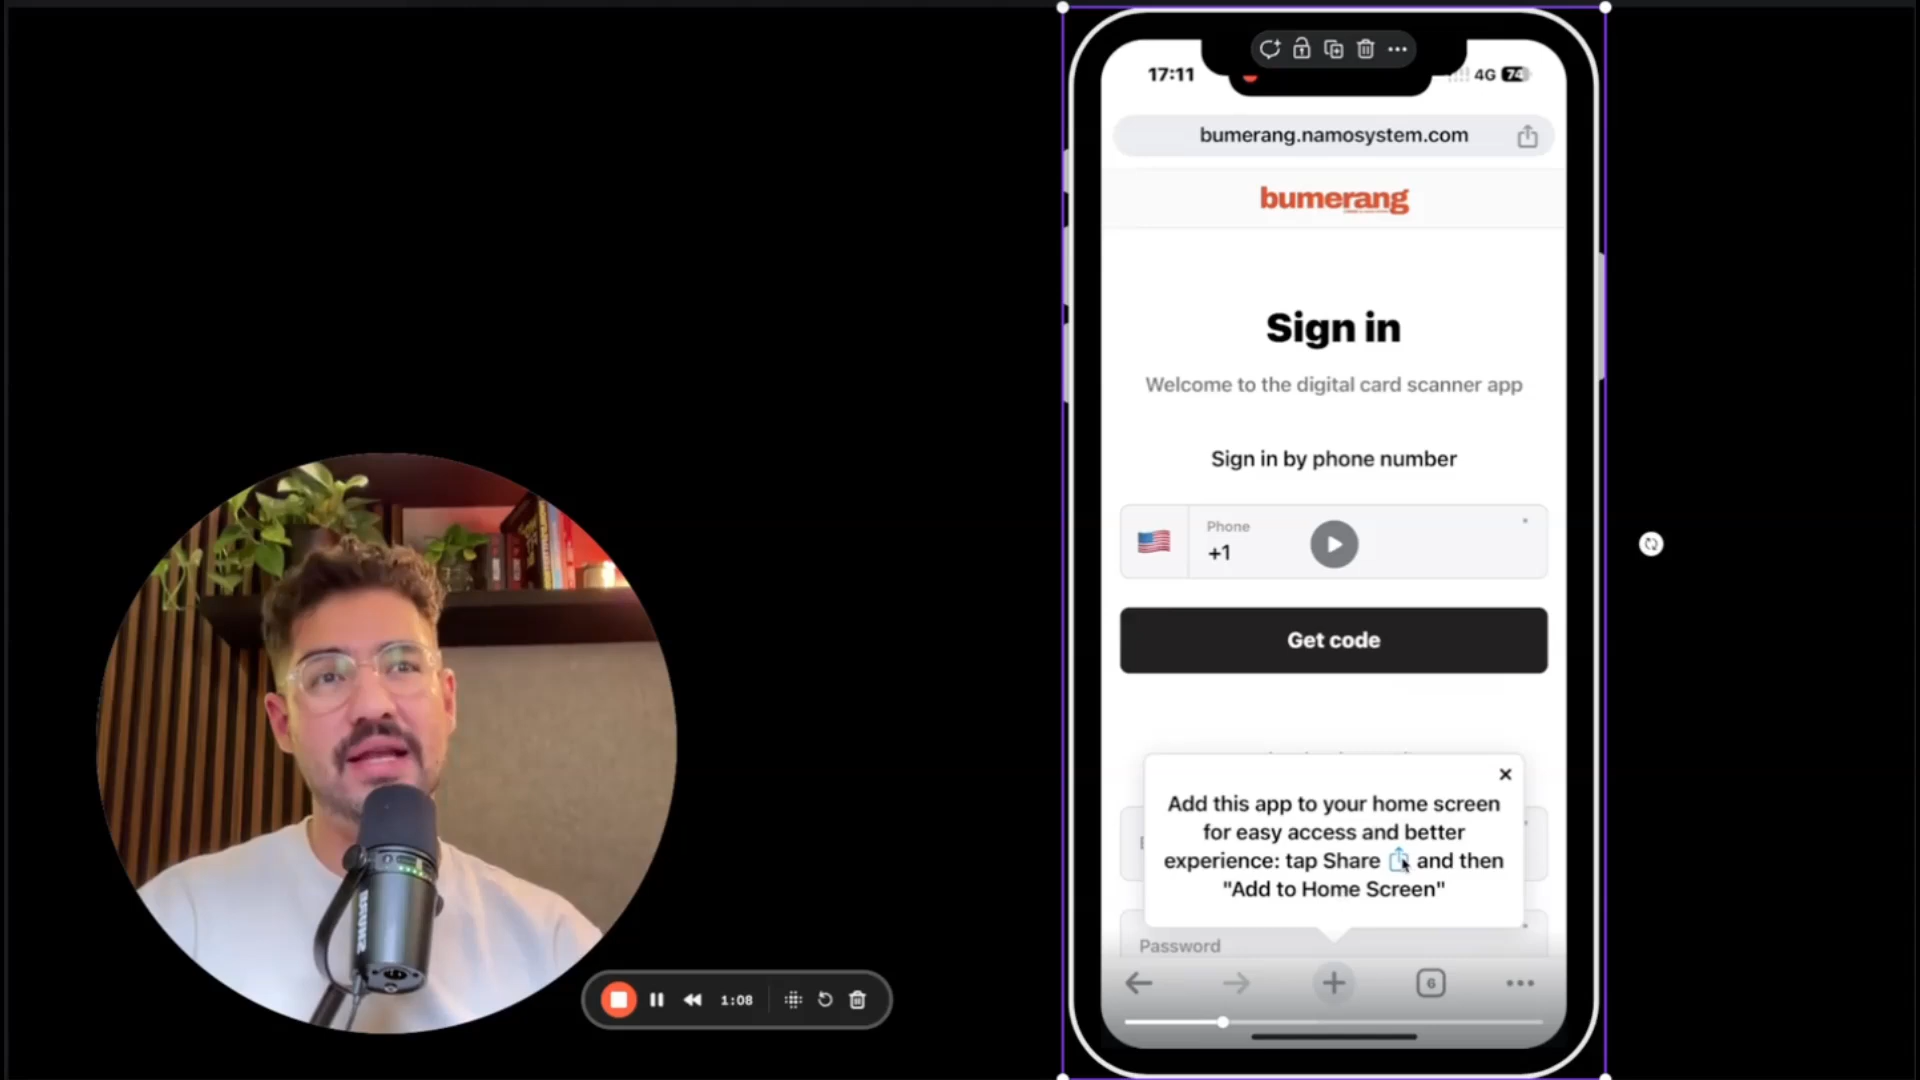 17:11
4G 74
bumerang.namosystem.com
bumerang
Sign in
Welcome to the digital card scanner app
Sign in by phone number
Phone
+1
Get code
Add this app to your home screen
for easy access and better
experience: tap Share and then
"Add to Home Screen"
Password
6
SHURE
1:08